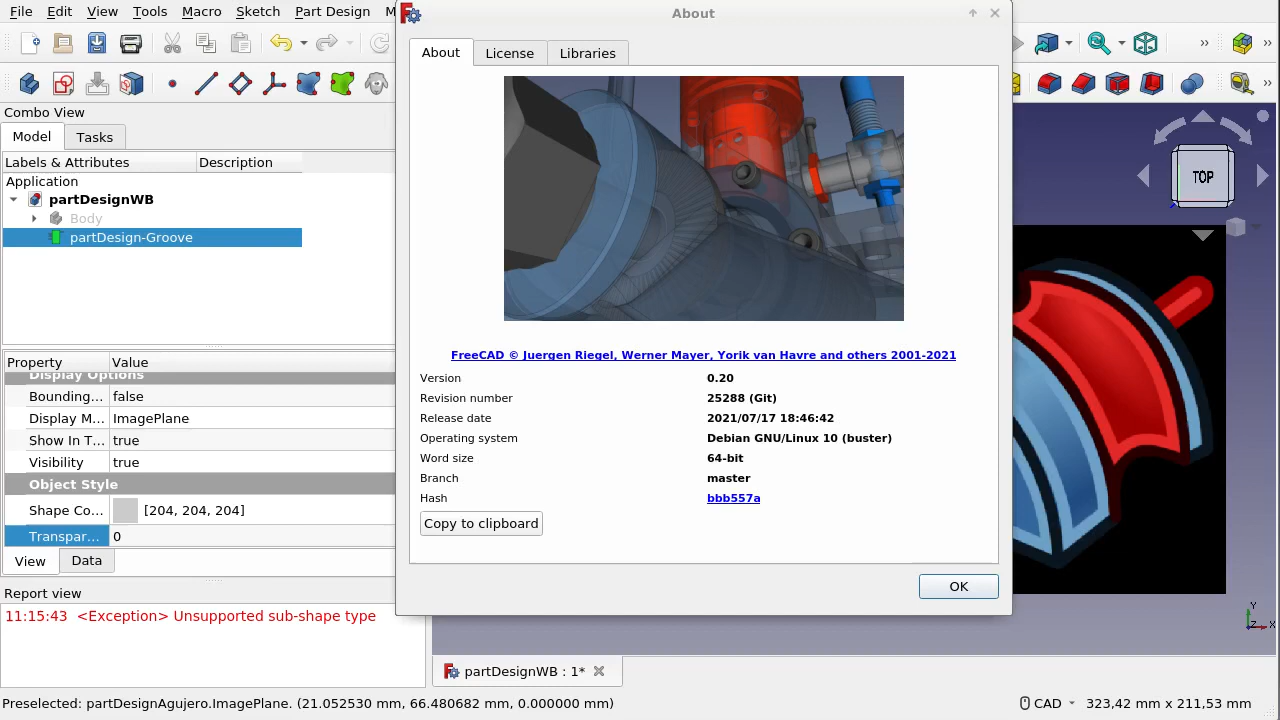 File Edit View Tools Macro Sketch Part Design
About
About License Libraries
Combo View
Model Tasks
Labels & Attributes Description
Application
partDesignWB
Body
partDesign-Groove
TOP
FreeCAD © Juergen Riegel, Werner Mayer, Yorik van Havre and others 2001-2021
Version 0.20
Revision number 25288 (Git)
Release date 2021/07/17 18:46:42
Operating system Debian GNU/Linux 10 (buster)
Word size 64-bit
Branch master
Hash bbb557a
Copy to clipboard
OK
Property Value
Display Options
Bounding... false
Display M... ImagePlane
Show In T... true
Visibility true
Object Style
Shape Co... [204, 204, 204]
Transpar... 0
View Data
Report view
11:15:43 <Exception> Unsupported sub-shape type
Y
Z X
partDesignWB : 1*
Preselected: partDesignAgujero.ImagePlane. (21.052530 mm, 66.480682 mm, 0.000000 mm)
CAD 323,42 mm x 211,53 mm